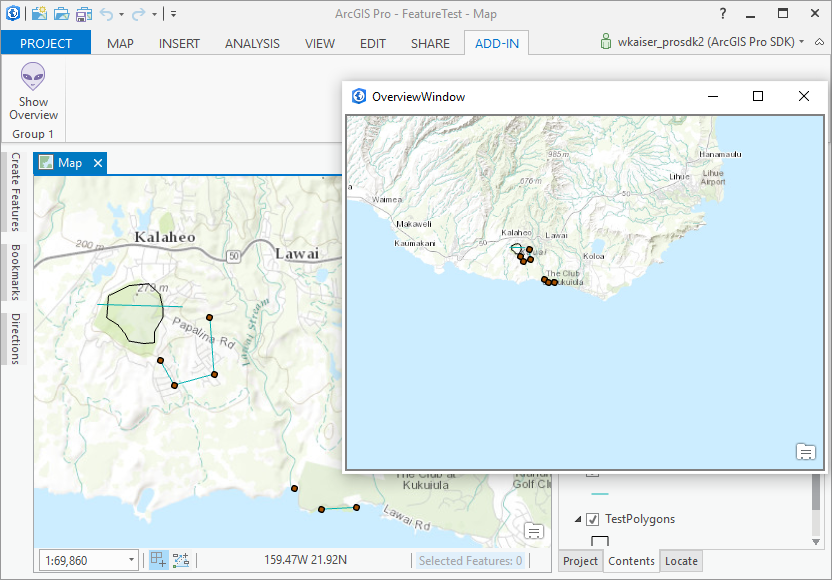 ArcGIS Pro - FeatureTest - Map
?
PROJECT MAP INSERT ANALYSIS VIEW EDIT SHARE ADD-IN
wkaiser_prosdk2 (ArcGIS Pro SDK)
Show
Overview
Group 1
Create Features
Bookmarks
Directions
Map
200 m
Kalaheo
50
Lawai
279 m
Papalina Rd
Lawai Stream
The Club at
Kukuiula
Golf Clu
Lawai Rd
OverviewWindow
985 m
Hanamaulu
676 m
Lihue
Lihue
Airport
a
50
Waimea
Makaweli
Kaumakani
Kalaheo
Lawai
Koloa
The Club
Kukuiula
TestPolygons
Project Contents Locate
1:69,860
159.47W 21.92N
Selected Features: 0